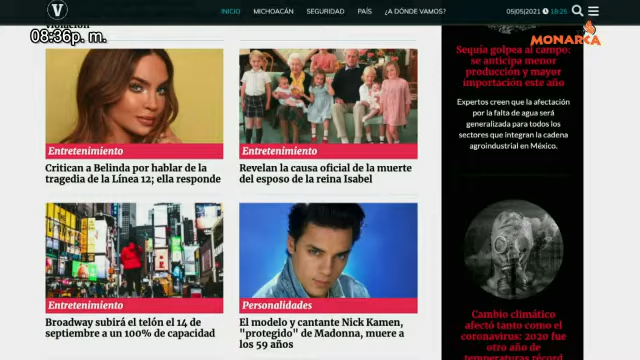 V
INICIO MICHOACÁN SEGURIDAD PAÍS ¿A DÓNDE VAMOS?
05|05|2021 18:25
08:36p. m.
MONARCA
Entretenimiento
Critican a Belinda por hablar de la
tragedia de la Línea 12; ella responde
Entretenimiento
Revelan la causa oficial de la muerte
del esposo de la reina Isabel
Sequía golpea al campo:
se anticipa menor
producción y mayor
importación este año
Expertos creen que la afectación
por la falta de agua será
generalizada para todos los
sectores que integran la cadena
agroindustrial en México.
Entretenimiento
Broadway subirá el telón el 14 de
septiembre a un 100% de capacidad
Personalidades
El modelo y cantante Nick Kamen,
"protegido" de Madonna, muere a
los 59 años
Cambio climático
afectó tanto como el
coronavirus: 2020 fue
otro año de
temperaturas récord